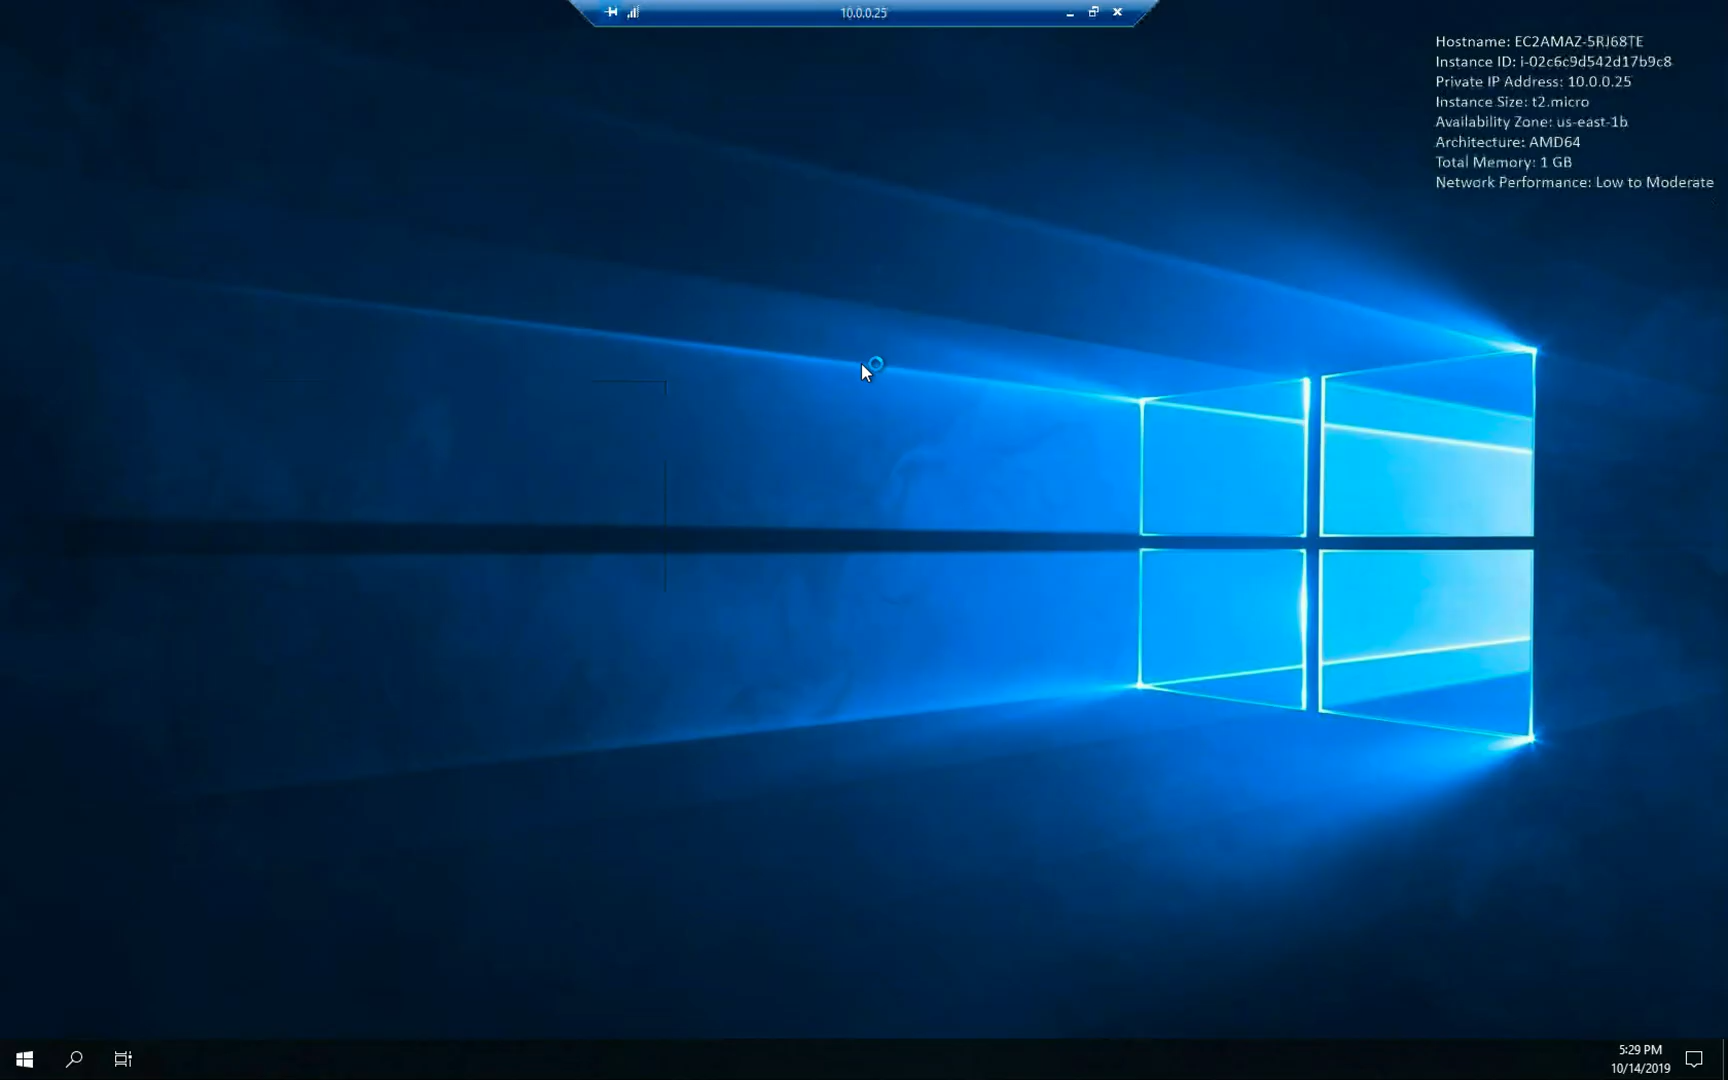 10.0.0.25
Hostname: EC2AMAZ-5RJ68TE
Instance ID: i-02c6c9d542d17b9c8
Private IP Address: 10.0.0.25
Instance Size: t2.micro
Availability Zone: us-east-1b
Architecture: AMD64
Total Memory: 1 GB
Network Performance: Low to Moderate
5:29 PM
10/14/2019